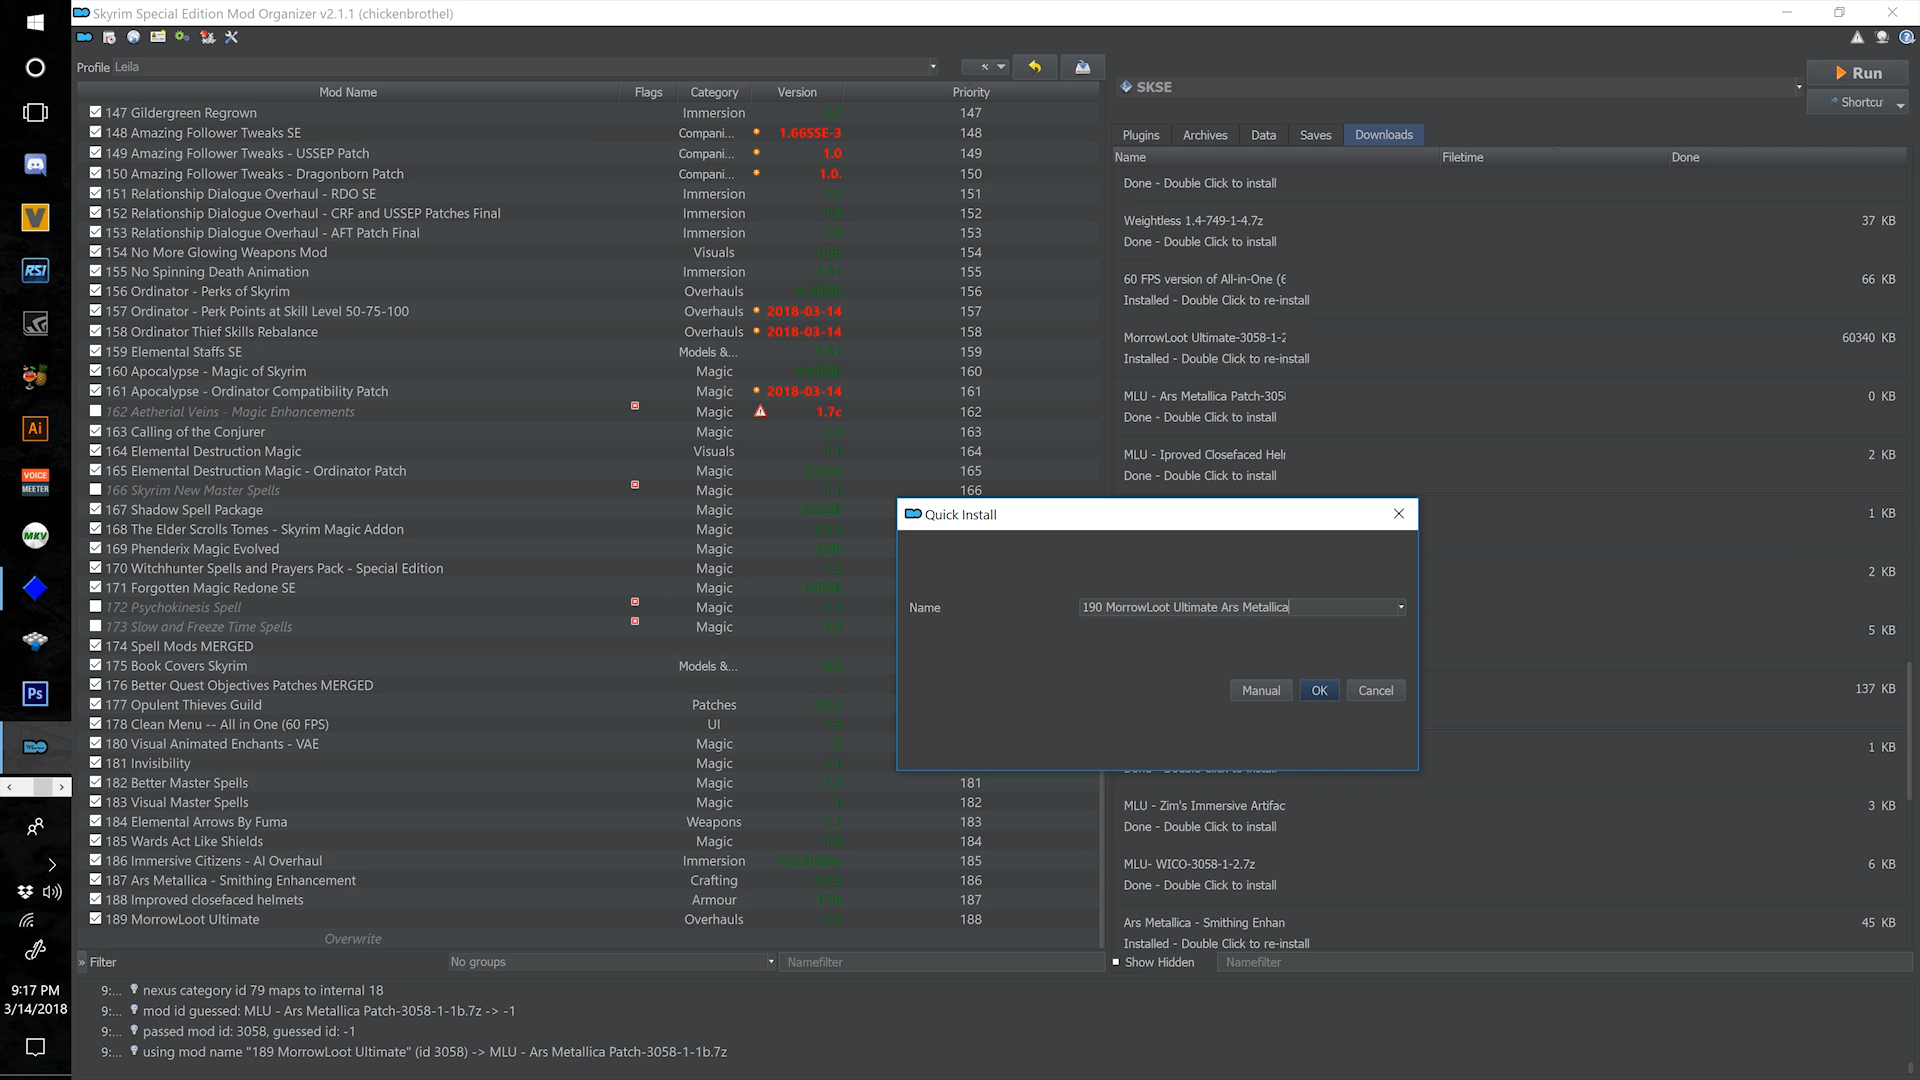 Skyrim Special Edition Mod Organizer v2.1.1 (chickenbrothel)
Profile Leila
Mod Name Flags Category Version Priority
147 Gildergreen Regrown Immersion 147
148 Amazing Follower Tweaks SE Compani... 1.66SSE-3 148
149 Amazing Follower Tweaks - USSEP Patch Compani... 1.0 149
150 Amazing Follower Tweaks - Dragonborn Patch Compani... 1.0. 150
151 Relationship Dialogue Overhaul - RDO SE Immersion 151
152 Relationship Dialogue Overhaul - CRF and USSEP Patches Final Immersion 152
153 Relationship Dialogue Overhaul - AFT Patch Final Immersion 153
154 No More Glowing Weapons Mod Visuals 154
155 No Spinning Death Animation Immersion 155
156 Ordinator - Perks of Skyrim Overhauls 156
157 Ordinator - Perk Points at Skill Level 50-75-100 Overhauls 2018-03-14 157
158 Ordinator Thief Skills Rebalance Overhauls 2018-03-14 158
159 Elemental Staffs SE Models &... 159
160 Apocalypse - Magic of Skyrim Magic 160
161 Apocalypse - Ordinator Compatibility Patch Magic 2018-03-14 161
162 Aetherial Veins - Magic Enhancements Magic 1.7c 162
163 Calling of the Conjurer Magic 163
164 Elemental Destruction Magic Visuals 164
165 Elemental Destruction Magic - Ordinator Patch Magic 165
166 Skyrim New Master Spells Magic 166
167 Shadow Spell Package Magic
168 The Elder Scrolls Tomes - Skyrim Magic Addon Magic
169 Phenderix Magic Evolved Magic
170 Witchhunter Spells and Prayers Pack - Special Edition Magic
171 Forgotten Magic Redone SE Magic
172 Psychokinesis Spell Magic
173 Slow and Freeze Time Spells Magic
174 Spell Mods MERGED
175 Book Covers Skyrim Models &...
176 Better Quest Objectives Patches MERGED
177 Opulent Thieves Guild Patches
178 Clean Menu -- All in One (60 FPS) UI
180 Visual Animated Enchants - VAE Magic
181 Invisibility Magic
182 Better Master Spells Magic 181
183 Visual Master Spells Magic 182
184 Elemental Arrows By Fuma Weapons 183
185 Wards Act Like Shields Magic 184
186 Immersive Citizens - AI Overhaul Immersion 185
187 Ars Metallica - Smithing Enhancement Crafting 186
188 Improved closefaced helmets Armour 187
189 MorrowLoot Ultimate Overhauls 188
Overwrite
» Filter No groups Namefilter
9:... nexus category id 79 maps to internal 18
9:... mod id guessed: MLU - Ars Metallica Patch-3058-1-1b.7z -> -1
9:... passed mod id: 3058, guessed id: -1
9:... using mod name "189 MorrowLoot Ultimate" (id 3058) -> MLU - Ars Metallica Patch-3058-1-1b.7z
SKSE
Run
Shortcu
Plugins Archives Data Saves Downloads
Name Filetime Done
Done - Double Click to install
Weightless 1.4-749-1-4.7z 37 KB
Done - Double Click to install
60 FPS version of All-in-One (6 66 KB
Installed - Double Click to re-install
MorrowLoot Ultimate-3058-1-2 60340 KB
Installed - Double Click to re-install
MLU - Ars Metallica Patch-305 0 KB
Done - Double Click to install
MLU - Iproved Closefaced Hel 2 KB
Done - Double Click to install
1 KB
2 KB
5 KB
137 KB
1 KB
Done - Double Click to install
MLU - Zim's Immersive Artifac 3 KB
Done - Double Click to install
MLU- WICO-3058-1-2.7z 6 KB
Done - Double Click to install
Ars Metallica - Smithing Enhan 45 KB
Installed - Double Click to re-install
Show Hidden Namefilter
Quick Install
Name 190 MorrowLoot Ultimate Ars Metallica
Manual OK Cancel
RSI
Ai
VOICE
MEETER
MKV
Ps
9:17 PM
3/14/2018